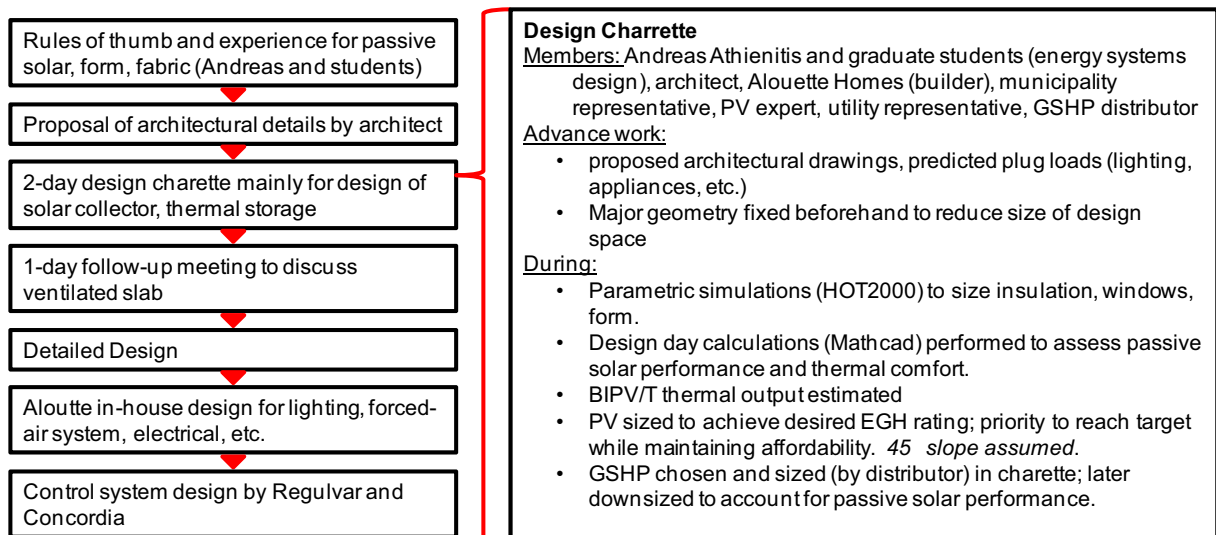 Rules of thumb and experience for passive
solar, form, fabric (Andreas and students)
Proposal of architectural details by architect
2-day design charette mainly for design of
solar collector, thermal storage
1-day follow-up meeting to discuss
ventilated slab
Detailed Design
Aloutte in-house design for lighting, forced-
air system, electrical, etc.
Control system design by Regulvar and
Concordia
Design Charrette
Members: Andreas Athienitis and graduate students (energy systems
design), architect, Alouette Homes (builder), municipality
representative, PV expert, utility representative, GSHP distributor
Advance work:
• proposed architectural drawings, predicted plug loads (lighting,
appliances, etc.)
• Major geometry fixed beforehand to reduce size of design
space
During:
• Parametric simulations (HOT2000) to size insulation, windows,
form.
• Design day calculations (Mathcad) performed to assess passive
solar performance and thermal comfort.
• BIPV/T thermal output estimated
• PV sized to achieve desired EGH rating; priority to reach target
while maintaining affordability. 45 slope assumed.
• GSHP chosen and sized (by distributor) in charette; later
downsized to account for passive solar performance.